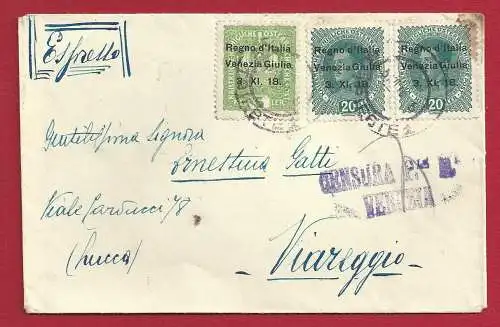 Espresso
Regno d'Italia
Venezia Giulia
3. XI. 18.
Regno d'Italia
Venezia Giulia
3. XI. 18.
20
Regno d'Italia
Venezia Giulia
3. XI. 18.
20
Gentilissima Signora
Ernestina Gatti
Viale Carducci 78
(Lucca)
CENSURA
VENEZIA
Viareggio